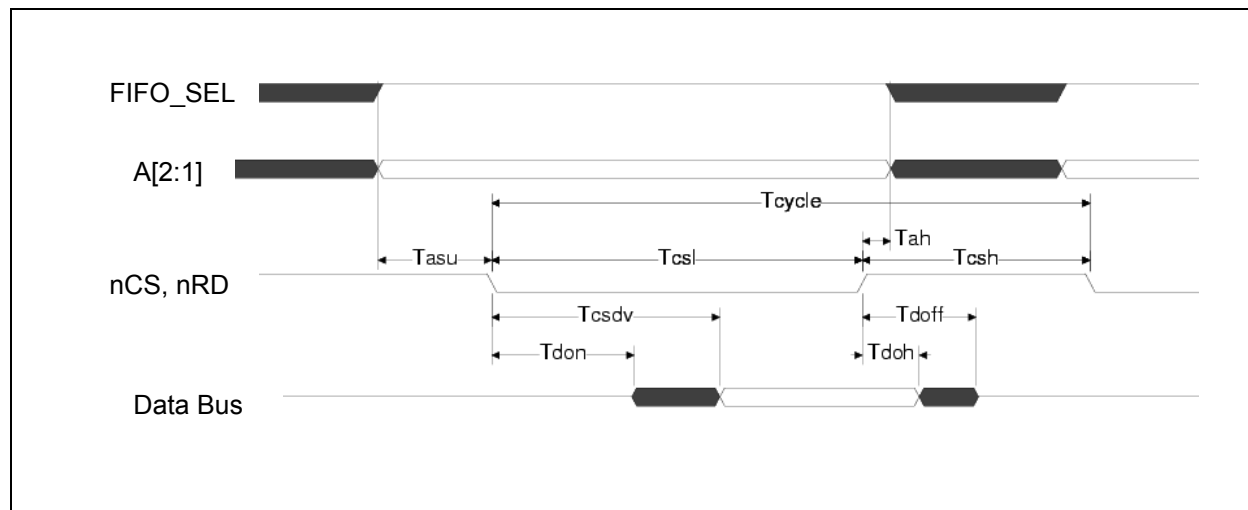 FIFO_SEL
A[2:1]
Tcycle
Tah
Tasu
Tcsl
Tcsh
nCS, nRD
Tcsdv
Tdoff
Tdon
Tdoh
Data Bus